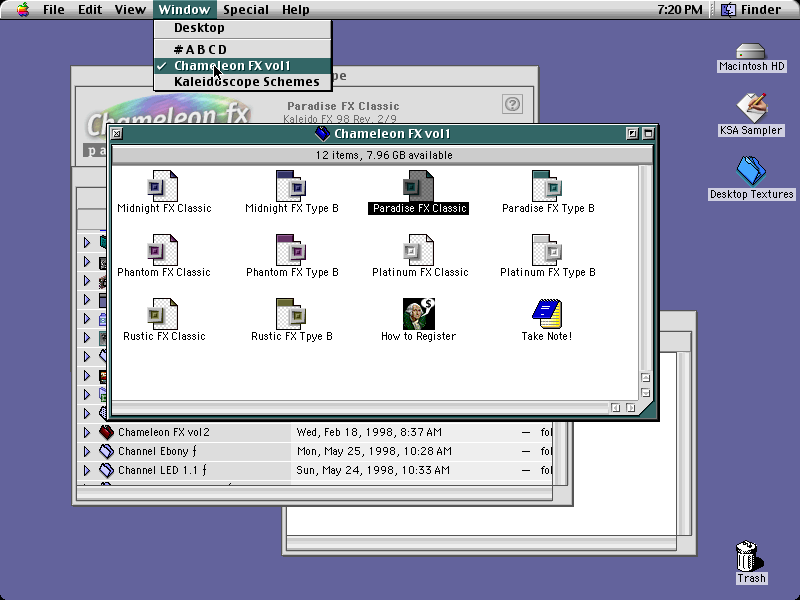 File Edit View Window Special Help 7:20 PM Finder
Desktop
#ABCD
✓ Chameleon FX vol1
Kaleidoscope Schemes
pe
Chameleon fx
pa
Paradise FX Classic
Kaleido FX 98 Rev. 2/9
?
Chameleon FX vol1
12 items, 7.96 GB available
Midnight FX Classic
Midnight FX Type B
Paradise FX Classic
Paradise FX Type B
Phantom FX Classic
Phantom FX Type B
Platinum FX Classic
Platinum FX Type B
Rustic FX Classic
Rustic FX Tpye B
How to Register
Take Note!
Chameleon FX vol2 Wed, Feb 18, 1998, 8:37 AM — fol
Channel Ebony ƒ Mon, May 25, 1998, 10:28 AM — fol
Channel LED 1.1 ƒ Sun, May 24, 1998, 10:33 AM — fol
Macintosh HD
KSA Sampler
Desktop Textures
Trash